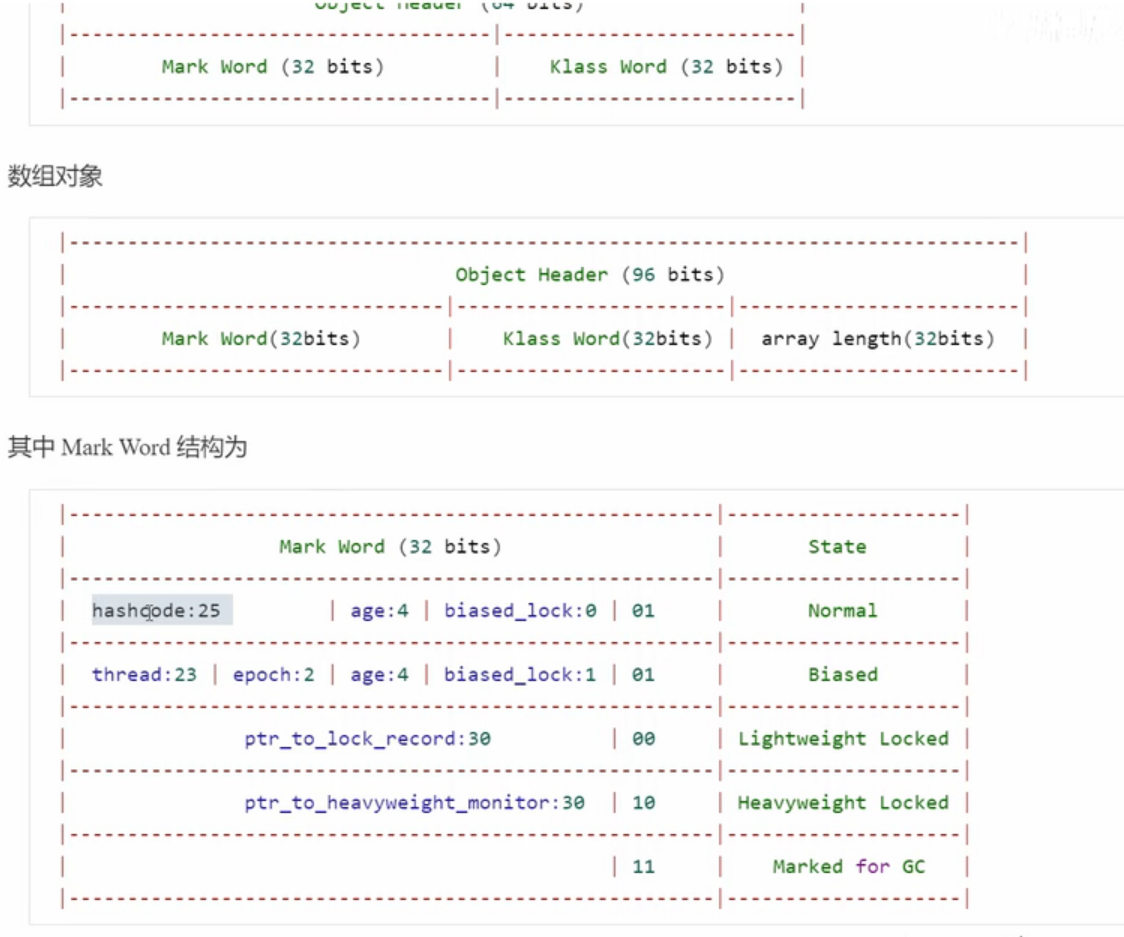 Object Header (64 bits)
|--------------------------------------|--------------------------|
| Mark Word (32 bits) | Klass Word (32 bits) |
|--------------------------------------|--------------------------|
数组对象
|---------------------------------------------------------------------------------|
| Object Header (96 bits) |
|--------------------------------|-----------------------|------------------------|
| Mark Word(32bits) | Klass Word(32bits) | array length(32bits) |
|--------------------------------|-----------------------|------------------------|
其中 Mark Word 结构为
|-------------------------------------------------------|--------------------|
| Mark Word (32 bits) | State |
|-------------------------------------------------------|--------------------|
| hashcode:25 | age:4 | biased_lock:0 | 01 | Normal |
|-------------------------------------------------------|--------------------|
| thread:23 | epoch:2 | age:4 | biased_lock:1 | 01 | Biased |
|-------------------------------------------------------|--------------------|
| ptr_to_lock_record:30 | 00 | Lightweight Locked |
|-------------------------------------------------------|--------------------|
| ptr_to_heavyweight_monitor:30 | 10 | Heavyweight Locked |
|-------------------------------------------------------|--------------------|
| 11 | Marked for GC |
|-------------------------------------------------------|--------------------|